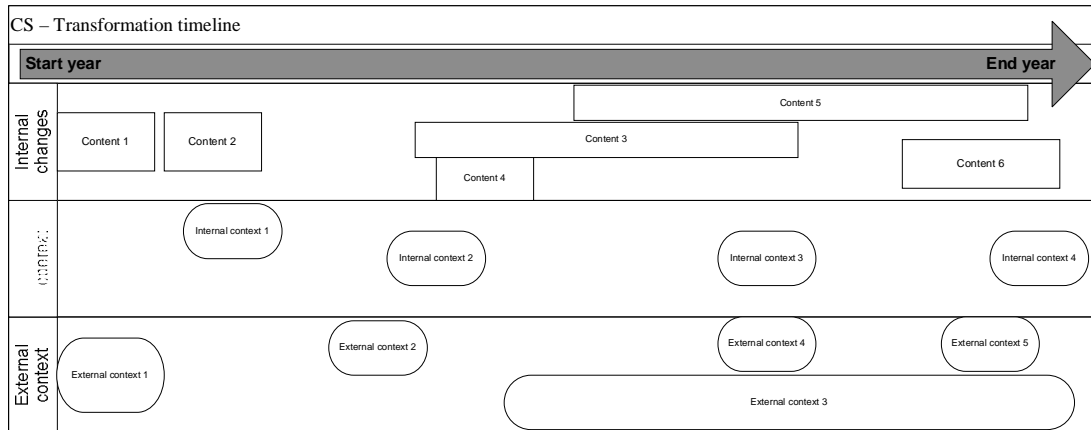 CS – Transformation timeline
Start year End year
Internal
changes
Content 5
Content 3
Content 1
Content 2
Content 4
Content 6
context
Internal context 1
Internal context 2
Internal context 3
Internal context 4
External
context
External context 1
External context 2
External context 4
External context 5
External context 3